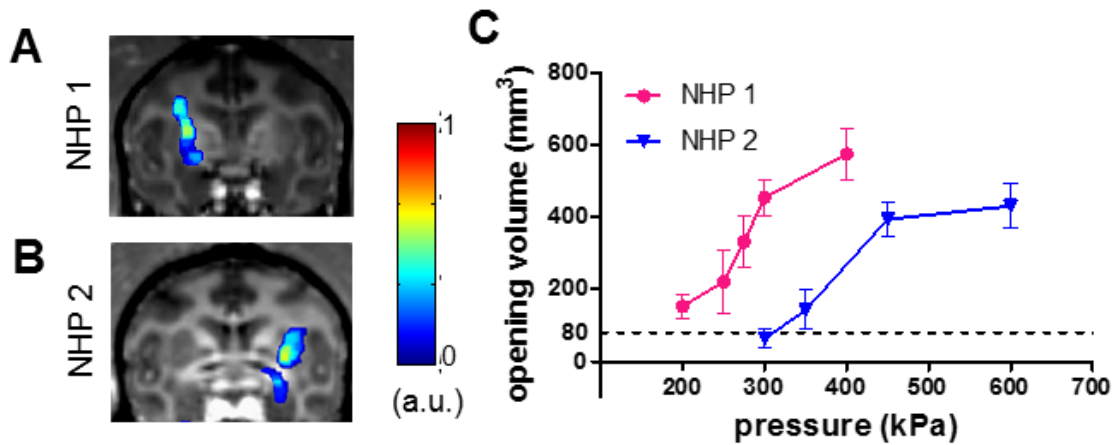 A
NHP 1
B
NHP 2
1
0
(a.u.)
C
opening volume (mm³)
800
600
400
200
80
0
NHP 1
NHP 2
200 300 400 500 600 700
pressure (kPa)